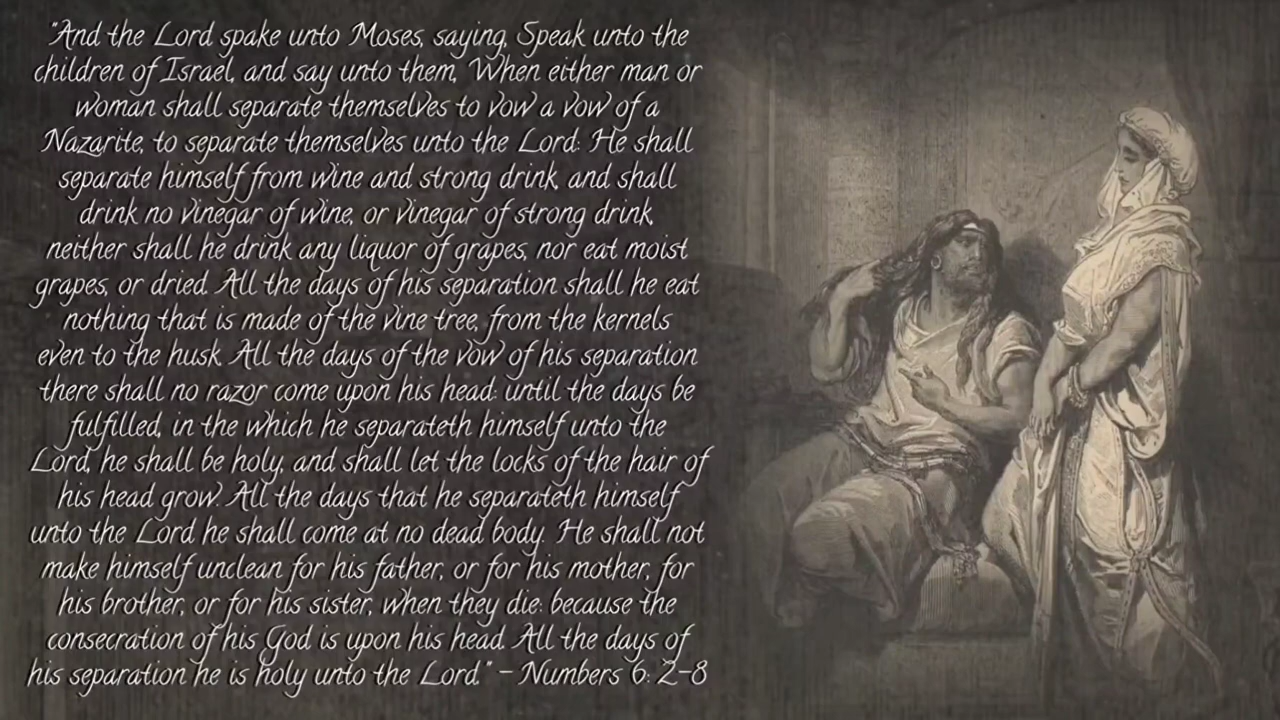 "And the Lord spake unto Moses, saying, Speak unto the
children of Israel, and say unto them, When either man or
woman shall separate themselves to vow a vow of a
Nazarite, to separate themselves unto the Lord: He shall
separate himself from wine and strong drink, and shall
drink no vinegar of wine, or vinegar of strong drink,
neither shall he drink any liquor of grapes, nor eat moist
grapes, or dried. All the days of his separation shall he eat
nothing that is made of the vine tree, from the kernels
even to the husk. All the days of the vow of his separation
there shall no razor come upon his head: until the days be
fulfilled, in the which he separateth himself unto the
Lord, he shall be holy, and shall let the locks of the hair of
his head grow. All the days that he separateth himself
unto the Lord he shall come at no dead body. He shall not
make himself unclean for his father, or for his mother, for
his brother, or for his sister, when they die: because the
consecration of his God is upon his head. All the days of
his separation he is holy unto the Lord." - Numbers 6: 2-8